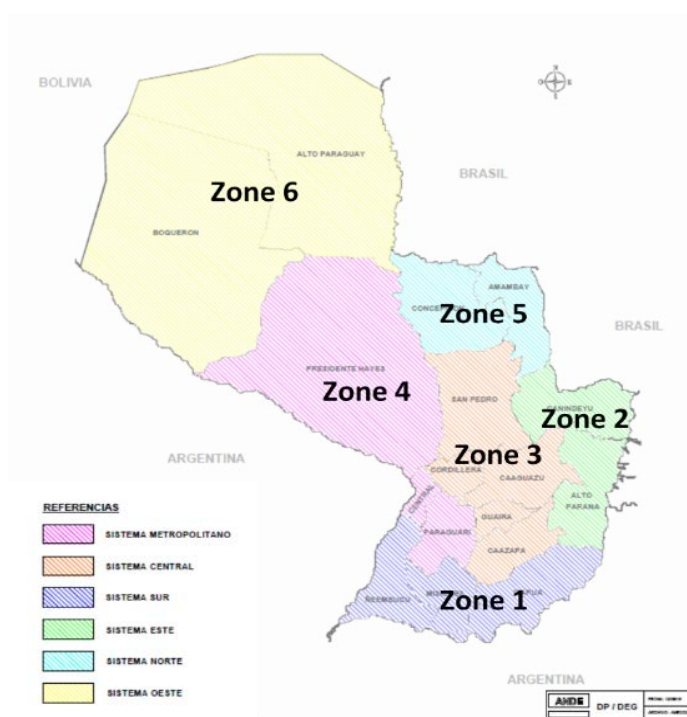 BOLIVIA
N
O
E
S
ALTO PARAGUAY
BRASIL
Zone 6
BOQUERON
AMAMBAY
Zone 5
BRASIL
PRESIDENTE HAYES
Zone 4
SAN PEDRO
Zone 2
Zone 3
ARGENTINA
CORDILLERA
CAAGUAZU
CENTRAL
ALTO
PARANA
GUAIRA
PARAGUARI
CAAZAPA
Zone 1
ÑEEMBUCU
REFERENCIAS
SISTEMA METROPOLITANO
SISTEMA CENTRAL
SISTEMA SUR
SISTEMA ESTE
SISTEMA NORTE
SISTEMA OESTE
ARGENTINA
ANDE
DP / DEG